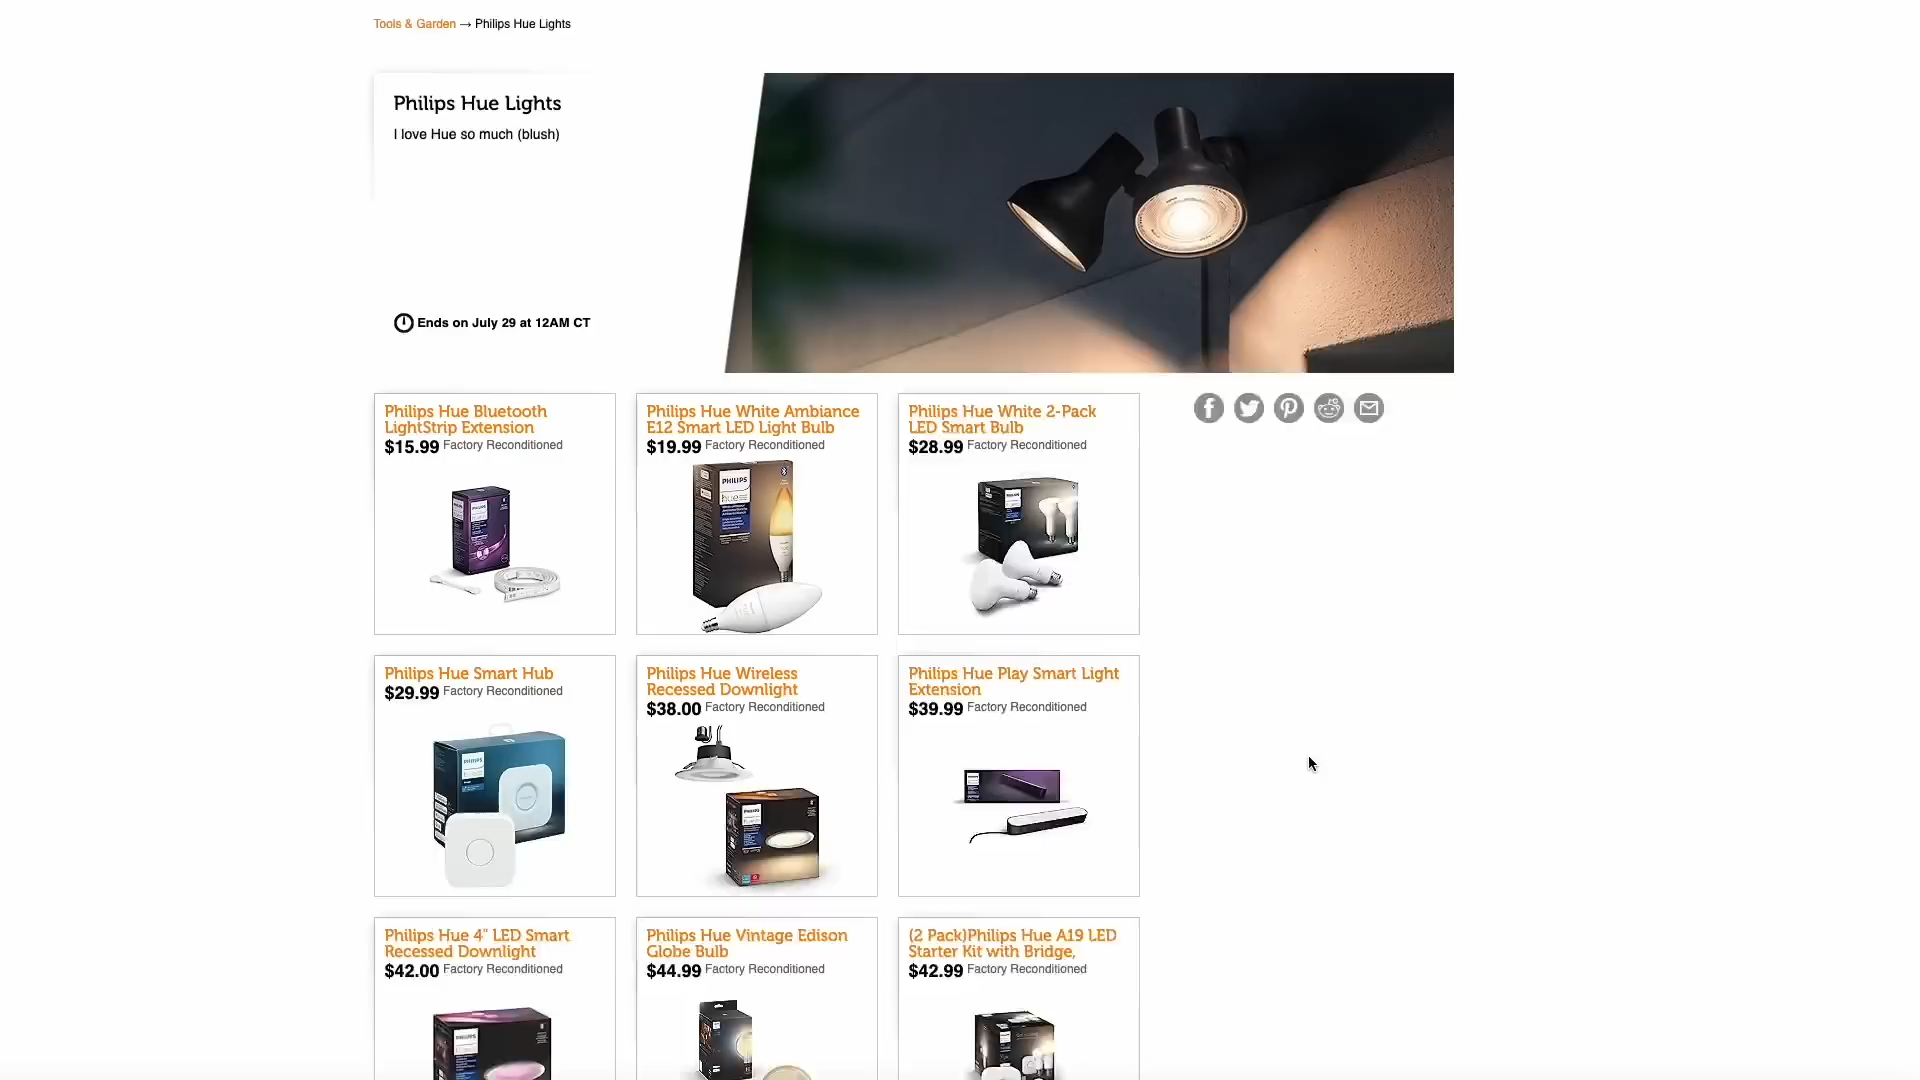 Tools & Garden → Philips Hue Lights
Philips Hue Lights
I love Hue so much (blush)
Ends on July 29 at 12AM CT
Philips Hue Bluetooth
LightStrip Extension
$15.99 Factory Reconditioned
Philips Hue White Ambiance
E12 Smart LED Light Bulb
$19.99 Factory Reconditioned
PHILIPS
hue
Philips Hue White 2-Pack
LED Smart Bulb
$28.99 Factory Reconditioned
Philips Hue Smart Hub
$29.99 Factory Reconditioned
PHILIPS
Philips Hue Wireless
Recessed Downlight
$38.00 Factory Reconditioned
Philips Hue Play Smart Light
Extension
$39.99 Factory Reconditioned
Philips Hue 4" LED Smart
Recessed Downlight
$42.00 Factory Reconditioned
PHILIPS
Philips Hue Vintage Edison
Globe Bulb
$44.99 Factory Reconditioned
(2 Pack)Philips Hue A19 LED
Starter Kit with Bridge,
$42.99 Factory Reconditioned